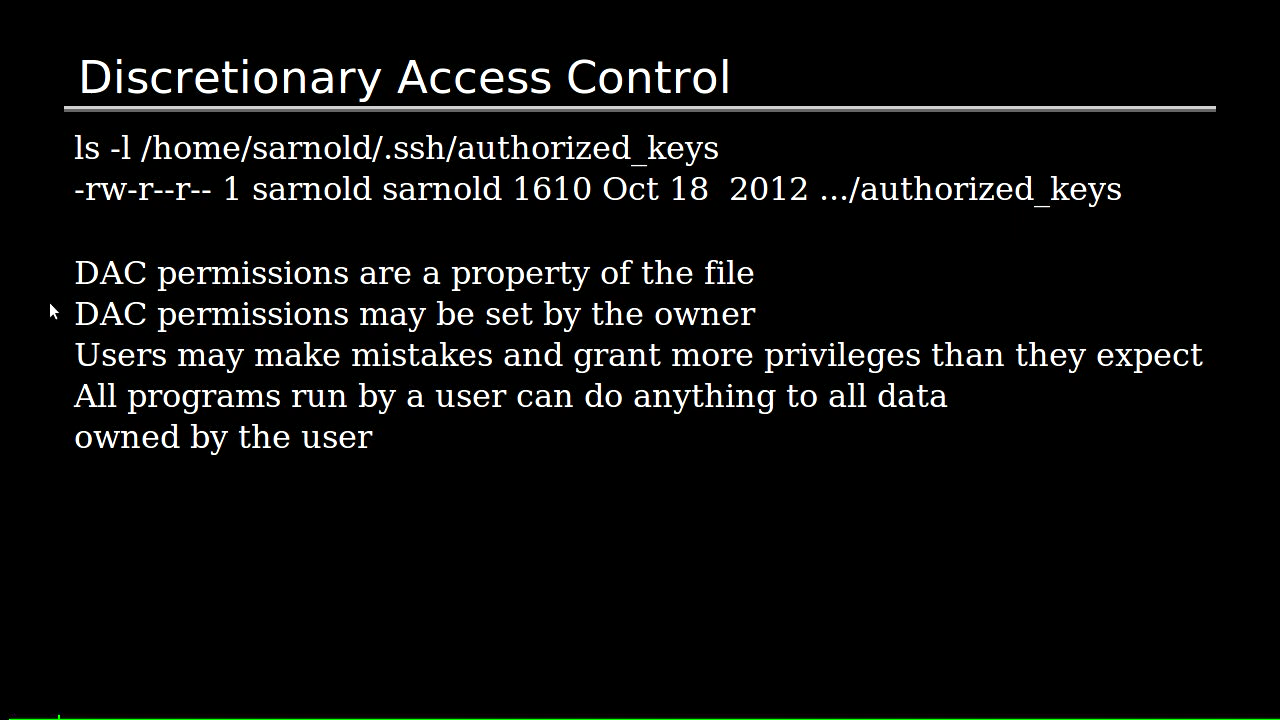 Discretionary Access Control
ls -l /home/sarnold/.ssh/authorized_keys
-rw-r--r-- 1 sarnold sarnold 1610 Oct 18  2012 .../authorized_keys
DAC permissions are a property of the file
DAC permissions may be set by the owner
Users may make mistakes and grant more privileges than they expect
All programs run by a user can do anything to all data
owned by the user